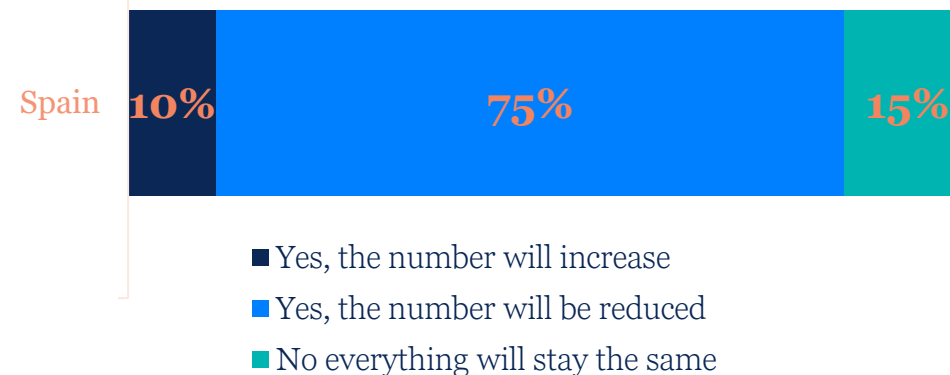 Spain 10% 75% 15%
Yes, the number will increase
Yes, the number will be reduced
No everything will stay the same